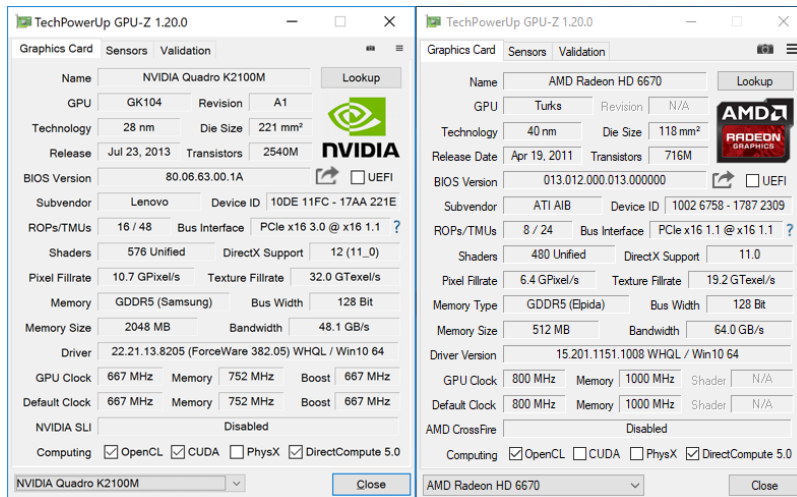 TechPowerUp GPU-Z 1.20.0
Graphics Card Sensors Validation
Name NVIDIA Quadro K2100M Lookup
GPU GK104 Revision A1
Technology 28 nm Die Size 221 mm²
Release Jul 23, 2013 Transistors 2540M
NVIDIA
BIOS Version 80.06.63.00.1A UEFI
Subvendor Lenovo Device ID 10DE 11FC - 17AA 221E
ROPs/TMUs 16 / 48 Bus Interface PCIe x16 3.0 @ x16 1.1 ?
Shaders 576 Unified DirectX Support 12 (11_0)
Pixel Fillrate 10.7 GPixel/s Texture Fillrate 32.0 GTexel/s
Memory GDDR5 (Samsung) Bus Width 128 Bit
Memory Size 2048 MB Bandwidth 48.1 GB/s
Driver 22.21.13.8205 (ForceWare 382.05) WHQL / Win10 64
GPU Clock 667 MHz Memory 752 MHz Boost 667 MHz
Default Clock 667 MHz Memory 752 MHz Boost 667 MHz
NVIDIA SLI Disabled
Computing OpenCL CUDA PhysX DirectCompute 5.0
NVIDIA Quadro K2100M Close
TechPowerUp GPU-Z 1.20.0
Graphics Card Sensors Validation
Name AMD Radeon HD 6670 Lookup
GPU Turks Revision N/A
AMD
RADEON
GRAPHICS
Technology 40 nm Die Size 118 mm²
Release Date Apr 19, 2011 Transistors 716M
BIOS Version 013.012.000.013.000000 UEFI
Subvendor ATI AIB Device ID 1002 6758 - 1787 2309
ROPs/TMUs 8 / 24 Bus Interface PCIe x16 1.1 @ x16 1.1 ?
Shaders 480 Unified DirectX Support 11.0
Pixel Fillrate 6.4 GPixel/s Texture Fillrate 19.2 GTexel/s
Memory Type GDDR5 (Elpida) Bus Width 128 Bit
Memory Size 512 MB Bandwidth 64.0 GB/s
Driver Version 15.201.1151.1008 WHQL / Win10 64
GPU Clock 800 MHz Memory 1000 MHz Shader N/A
Default Clock 800 MHz Memory 1000 MHz Shader N/A
AMD CrossFire Disabled
Computing OpenCL CUDA PhysX DirectCompute 5.0
AMD Radeon HD 6670 Close